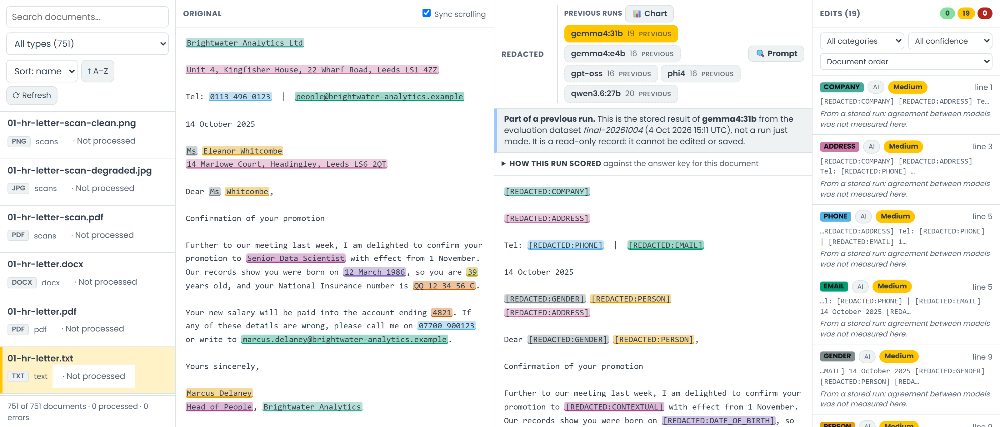 Search documents...
All types (751)
Sort: name ↑ A–Z
⟳ Refresh
01-hr-letter-scan-clean.png
PNG scans · Not processed
01-hr-letter-scan-degraded.jpg
JPG scans · Not processed
01-hr-letter-scan.pdf
PDF scans · Not processed
01-hr-letter.docx
DOCX docx · Not processed
01-hr-letter.pdf
PDF pdf · Not processed
01-hr-letter.txt
TXT text · Not processed
751 of 751 documents · 0 processed · 0
errors
ORIGINAL Sync scrolling
Brightwater Analytics Ltd
Unit 4, Kingfisher House, 22 Wharf Road, Leeds LS1 4ZZ
Tel: 0113 496 0123 | people@brightwater-analytics.example
14 October 2025
Ms Eleanor Whitcombe
14 Marlowe Court, Headingley, Leeds LS6 2QT
Dear Ms Whitcombe,
Confirmation of your promotion
Further to our meeting last week, I am delighted to confirm your
promotion to Senior Data Scientist with effect from 1 November.
Our records show you were born on 12 March 1986, so you are 39
years old, and your National Insurance number is QQ 12 34 56 C.
Your new salary will be paid into the account ending 4821. If
any of these details are wrong, please call me on 07700 900123
or write to marcus.delaney@brightwater-analytics.example.
Yours sincerely,
Marcus Delaney
Head of People, Brightwater Analytics
REDACTED
PREVIOUS RUNS Chart
gemma4:31b 19 PREVIOUS
gemma4:e4b 16 PREVIOUS
gpt-oss 16 PREVIOUS phi4 16 PREVIOUS
qwen3.6:27b 20 PREVIOUS
Prompt
Part of a previous run. This is the stored result of gemma4:31b from the
evaluation dataset final-20261004 (4 Oct 2026 15:11 UTC), not a run just
made. It is a read-only record: it cannot be edited or saved.
▶ HOW THIS RUN SCORED against the answer key for this document
[REDACTED:COMPANY]
[REDACTED:ADDRESS]
Tel: [REDACTED:PHONE] | [REDACTED:EMAIL]
14 October 2025
[REDACTED:GENDER] [REDACTED:PERSON]
[REDACTED:ADDRESS]
Dear [REDACTED:GENDER] [REDACTED:PERSON],
Confirmation of your promotion
Further to our meeting last week, I am delighted to confirm your
promotion to [REDACTED:CONTEXTUAL] with effect from 1 November.
Our records show you were born on [REDACTED:DATE_OF_BIRTH], so
EDITS (19) 0 19 0
All categories All confidence
Document order
COMPANY AI Medium line 1
[REDACTED:COMPANY] [REDACTED:ADDRESS] Te…
From a stored run: agreement between models
was not measured here.
ADDRESS AI Medium line 3
[REDACTED:COMPANY] [REDACTED:ADDRESS]
Tel: [REDACTED:PHONE] …
From a stored run: agreement between models
was not measured here.
PHONE AI Medium line 5
…REDACTED:ADDRESS] Tel: [REDACTED:PHONE]
| [REDACTED:EMAIL] 1…
From a stored run: agreement between models
was not measured here.
EMAIL AI Medium line 5
…l: [REDACTED:PHONE] | [REDACTED:EMAIL]
14 October 2025 [REDA…
From a stored run: agreement between models
was not measured here.
GENDER AI Medium line 9
…MAIL] 14 October 2025 [REDACTED:GENDER]
[REDACTED:PERSON] [REDA…
From a stored run: agreement between models
was not measured here.
PERSON AI Medium line 9